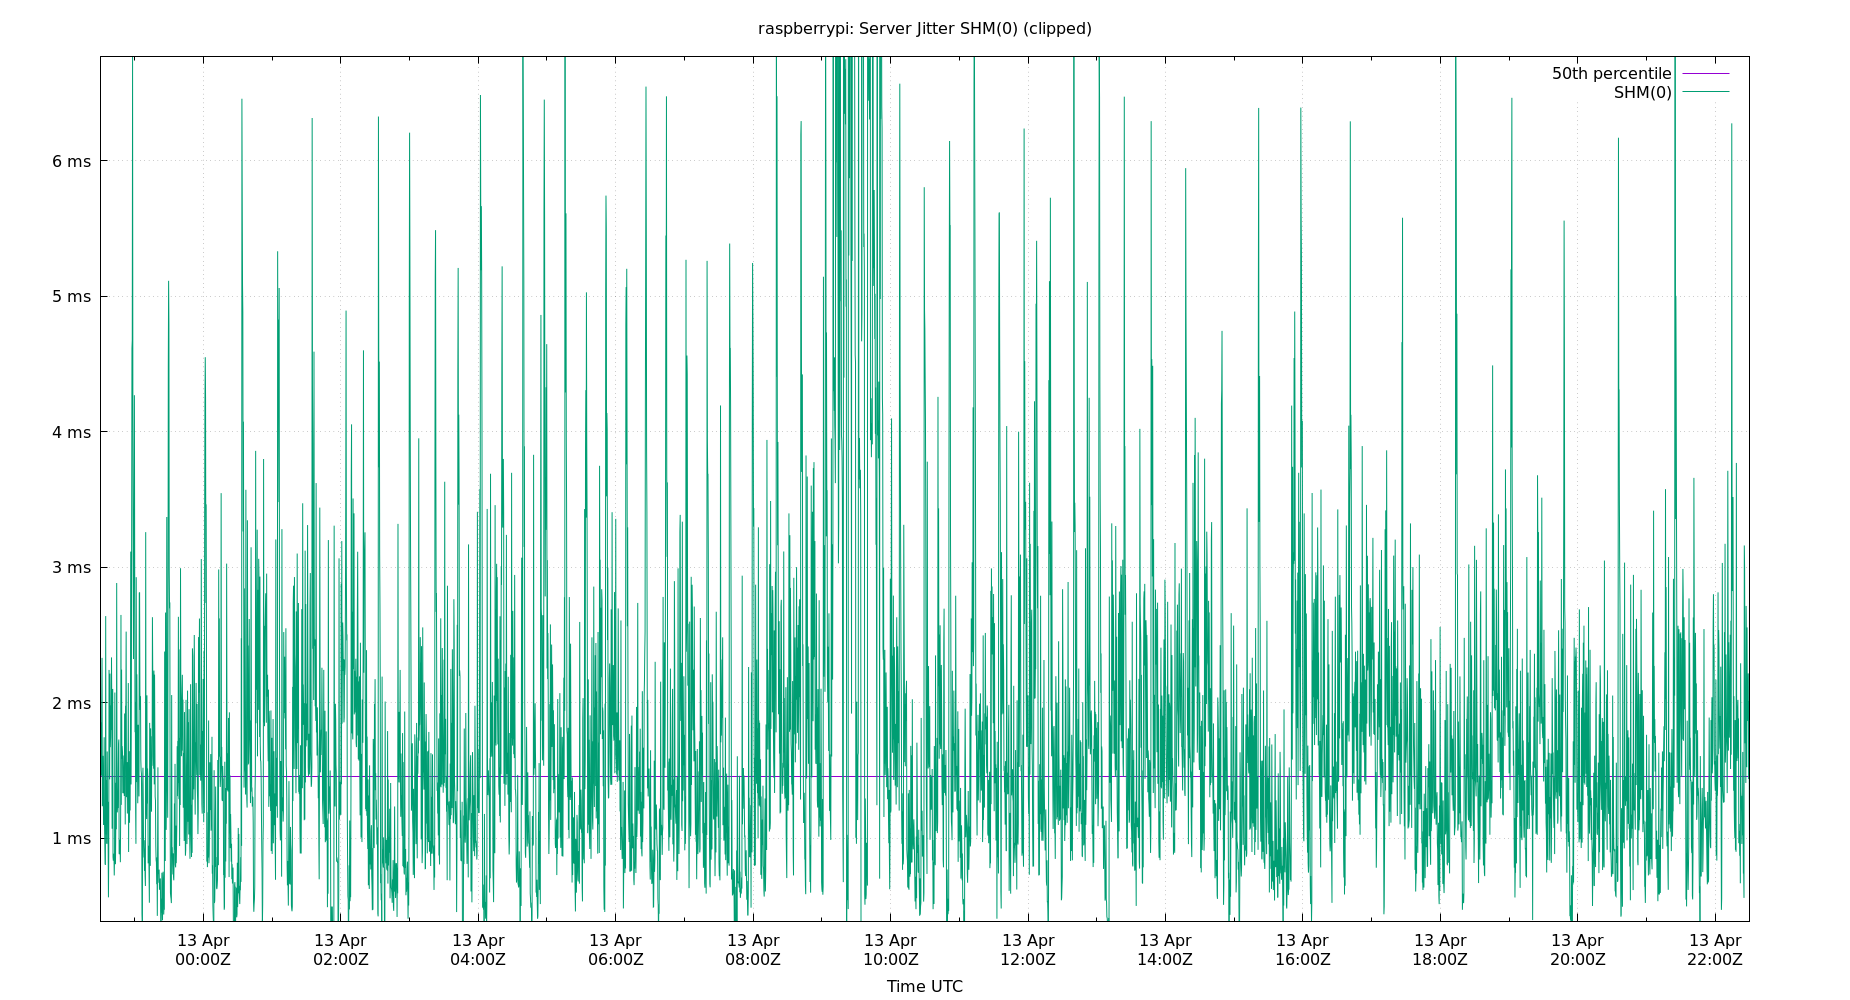 raspberrypi: Server Jitter SHM(0) (clipped)
50th percentile
SHM(0)
6 ms
5 ms
4 ms
3 ms
2 ms
1 ms
13 Apr 13 Apr 13 Apr 13 Apr 13 Apr 13 Apr 13 Apr 13 Apr 13 Apr 13 Apr 13 Apr 13 Apr
00:00Z 02:00Z 04:00Z 06:00Z 08:00Z 10:00Z 12:00Z 14:00Z 16:00Z 18:00Z 20:00Z 22:00Z
Time UTC